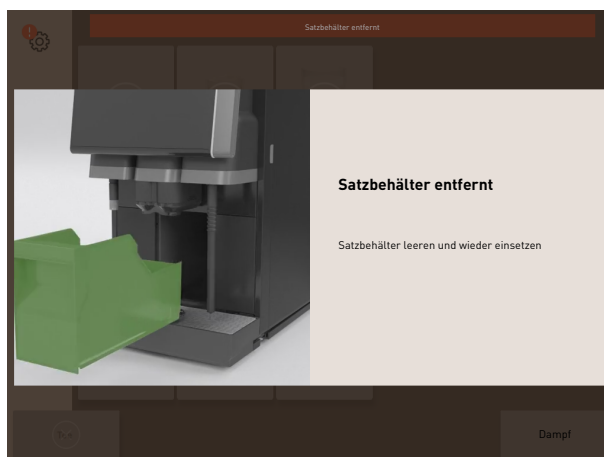 Satzbehälter entfernt
Satzbehälter entfernt
Satzbehälter leeren und wieder einsetzen
Dampf